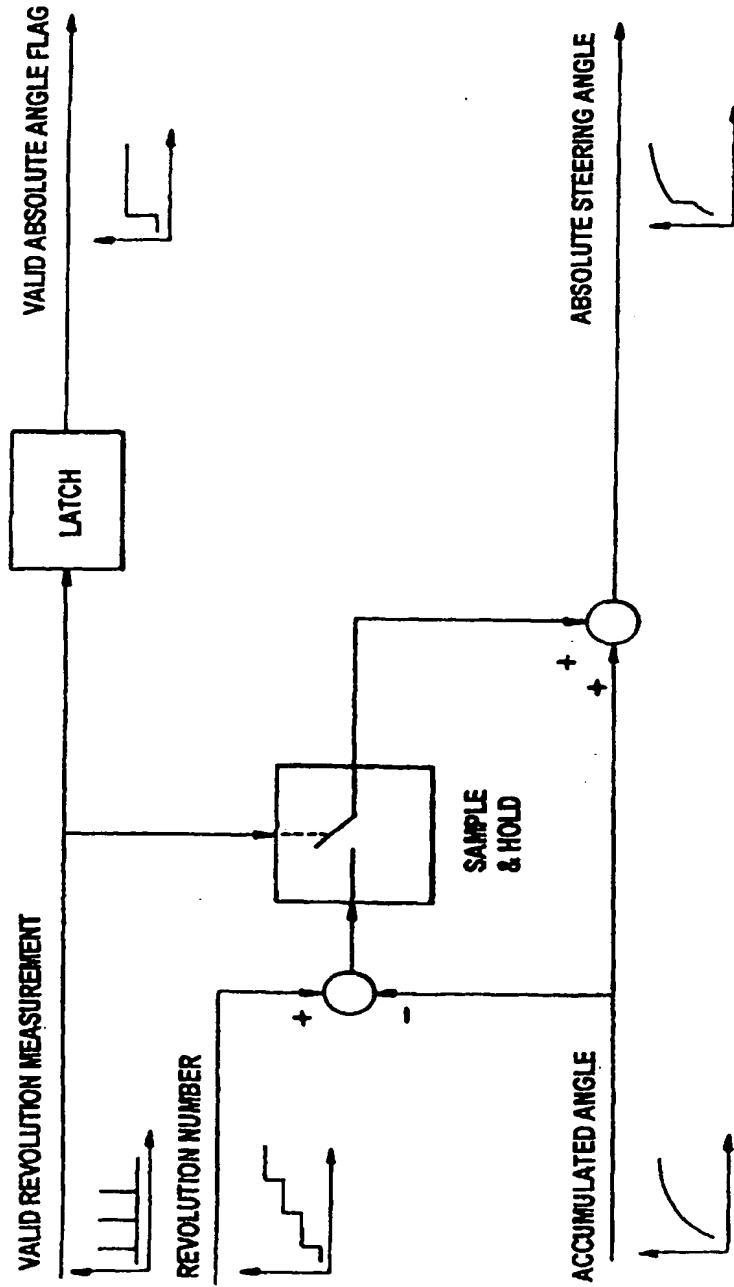 VALID REVOLUTION MEASUREMENT
LATCH
VALID ABSOLUTE ANGLE FLAG
REVOLUTION NUMBER
+
-
SAMPLE
& HOLD
+
+
ACCUMULATED ANGLE
ABSOLUTE STEERING ANGLE